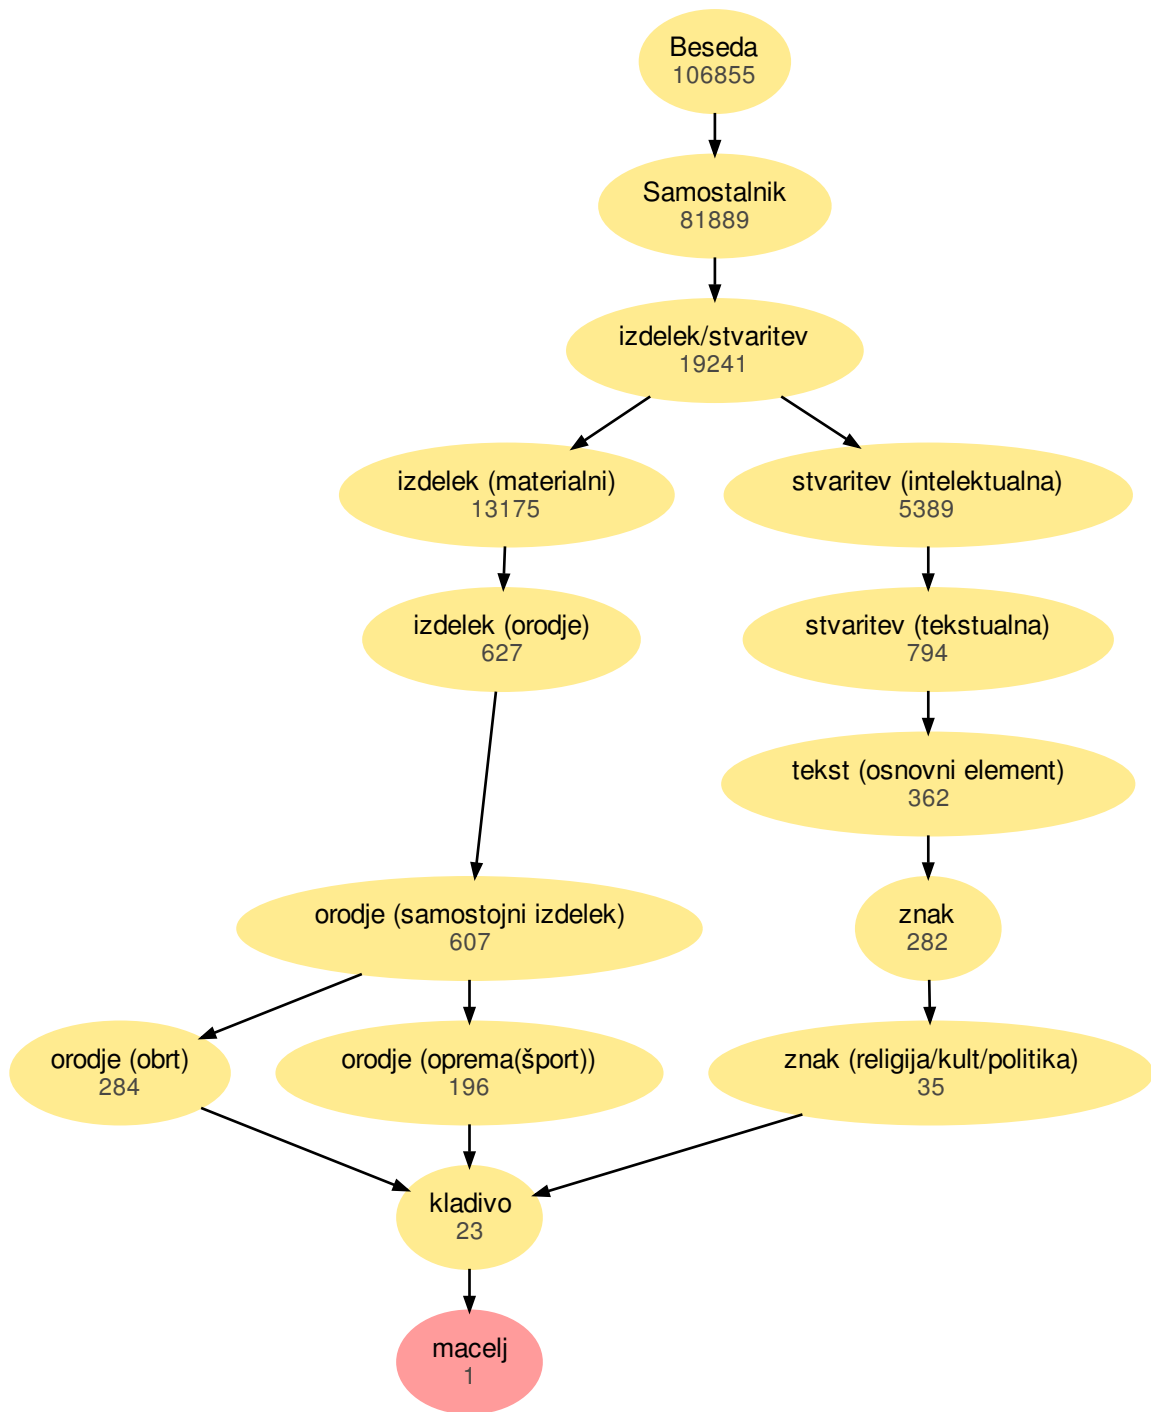 Beseda
106855
Samostalnik
81889
izdelek/stvaritev
19241
izdelek (materialni)
13175
stvaritev (intelektualna)
5389
izdelek (orodje)
627
stvaritev (tekstualna)
794
tekst (osnovni element)
362
orodje (samostojni izdelek)
607
znak
282
orodje (obrt)
284
orodje (oprema(šport))
196
znak (religija/kult/politika)
35
kladivo
23
macelj
1